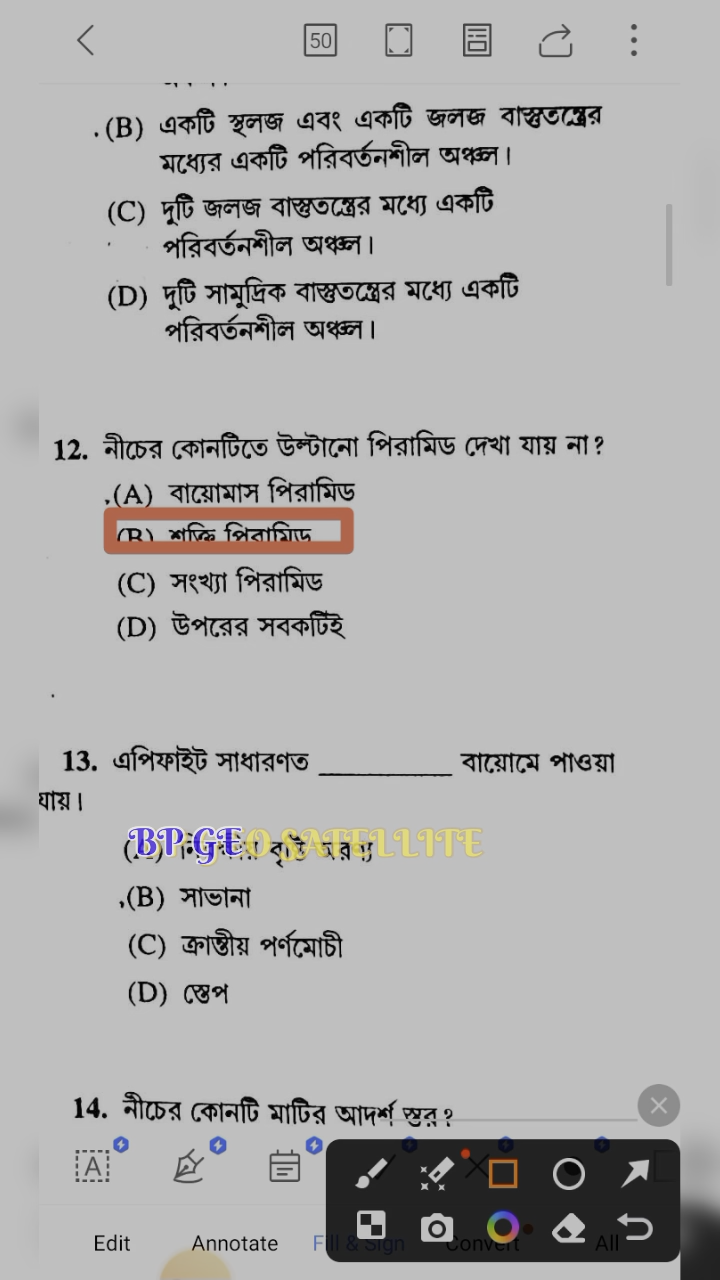 50
.(B) একটি স্থলজ এবং একটি জলজ বাস্তুতন্ত্রের
মধ্যের একটি পরিবর্তনশীল অঞ্চল।
(C) দুটি জলজ বাস্তুতন্ত্রের মধ্যে একটি
পরিবর্তনশীল অঞ্চল।
(D) দুটি সামুদ্রিক বাস্তুতন্ত্রের মধ্যে একটি
পরিবর্তনশীল অঞ্চল।
12. নীচের কোনটিতে উল্টানো পিরামিড দেখা যায় না?
.(A) বায়োমাস পিরামিড
(B) শক্তি পিরামিড
(C) সংখ্যা পিরামিড
(D) উপরের সবকটিই
13. এপিফাইট সাধারণত __________ বায়োমে পাওয়া
যায়।
BP GEO SATELLITE
(A) বৃষ্টি অরণ্য
.(B) সাভানা
(C) ক্রান্তীয় পর্ণমোচী
(D) স্তেপ
14. নীচের কোনটি মাটির আদর্শ স্তর?
A
Edit Annotate Fill & Sign Convert All